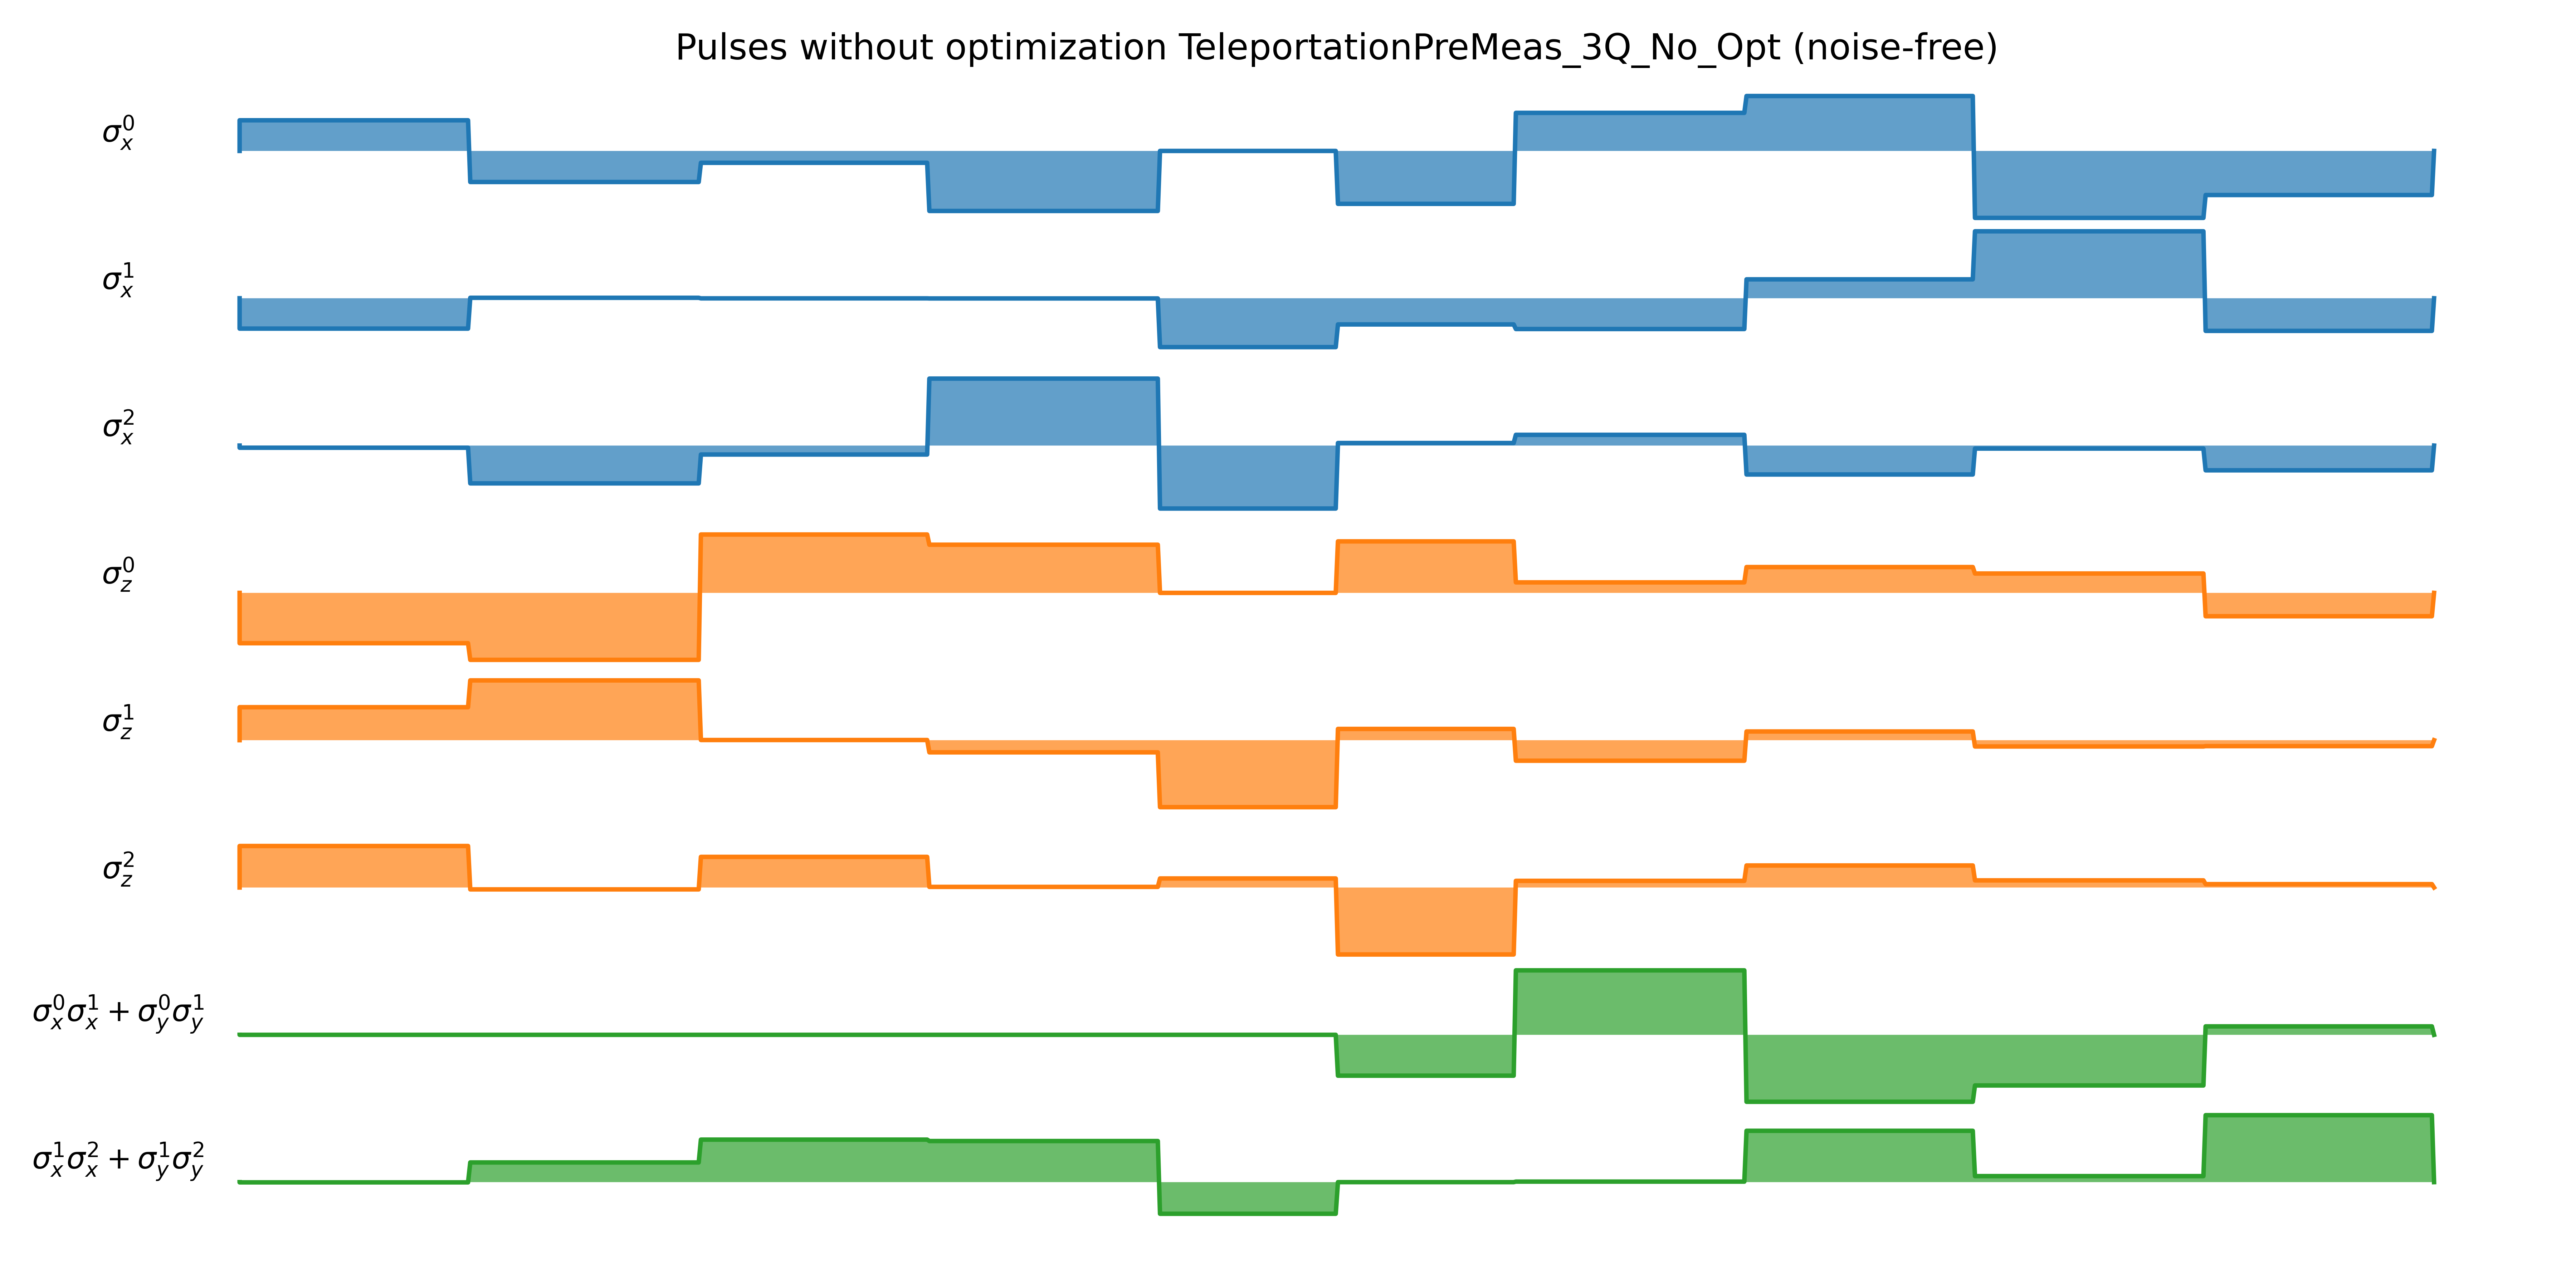 Pulses without optimization TeleportationPreMeas_3Q_No_Opt (noise-free)
σ_x^0
σ_x^1
σ_x^2
σ_z^0
σ_z^1
σ_z^2
σ_x^0σ_x^1 + σ_y^0σ_y^1
σ_x^1σ_x^2 + σ_y^1σ_y^2